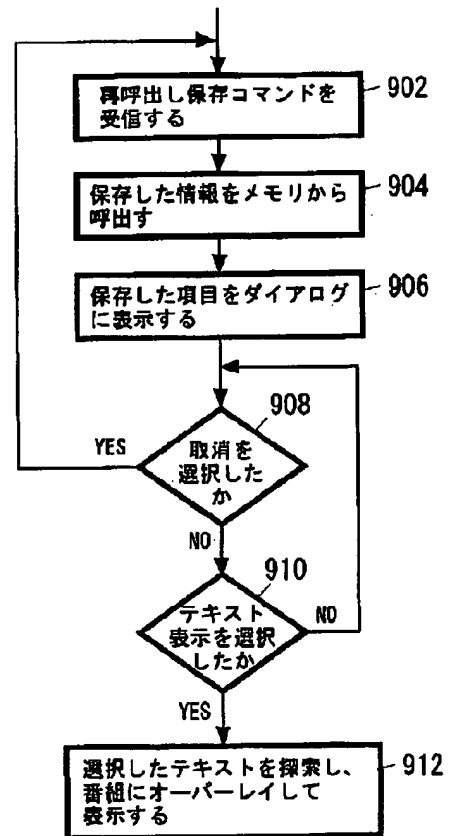 再呼出し保存コマンドを
受信する
902
保存した情報をメモリから
呼出す
904
保存した項目をダイアログ
に表示する
906
908
YES
取消を
選択した
か
NO
910
テキスト
表示を選択
したか
NO
YES
選択したテキストを探索し、
番組にオーバーレイして
表示する
912